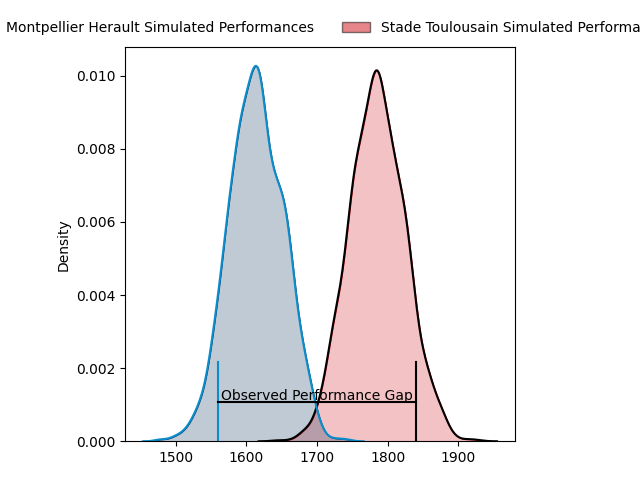 Montpellier Herault Simulated Performances
Stade Toulousain Simulated Performa
0.010
0.008
0.006
0.004
0.002
0.000
Density
Observed Performance Gap
1500 1600 1700 1800 1900